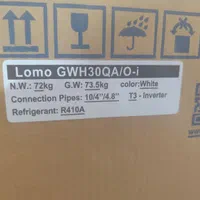 Lomo GWH30QA/O-i
N.W.: 72kg G.W: 73.5kg color:White
Connection Pipes: 10/4"/4.8" T3 - Inverter
Refrigerant: R410A